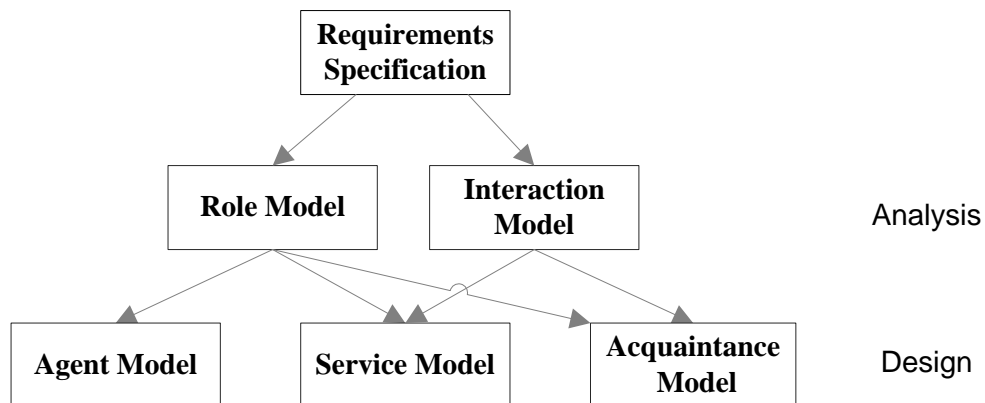 Requirements
Specification
Role Model
Interaction
Model
Analysis
Agent Model
Service Model
Acquaintance
Model
Design